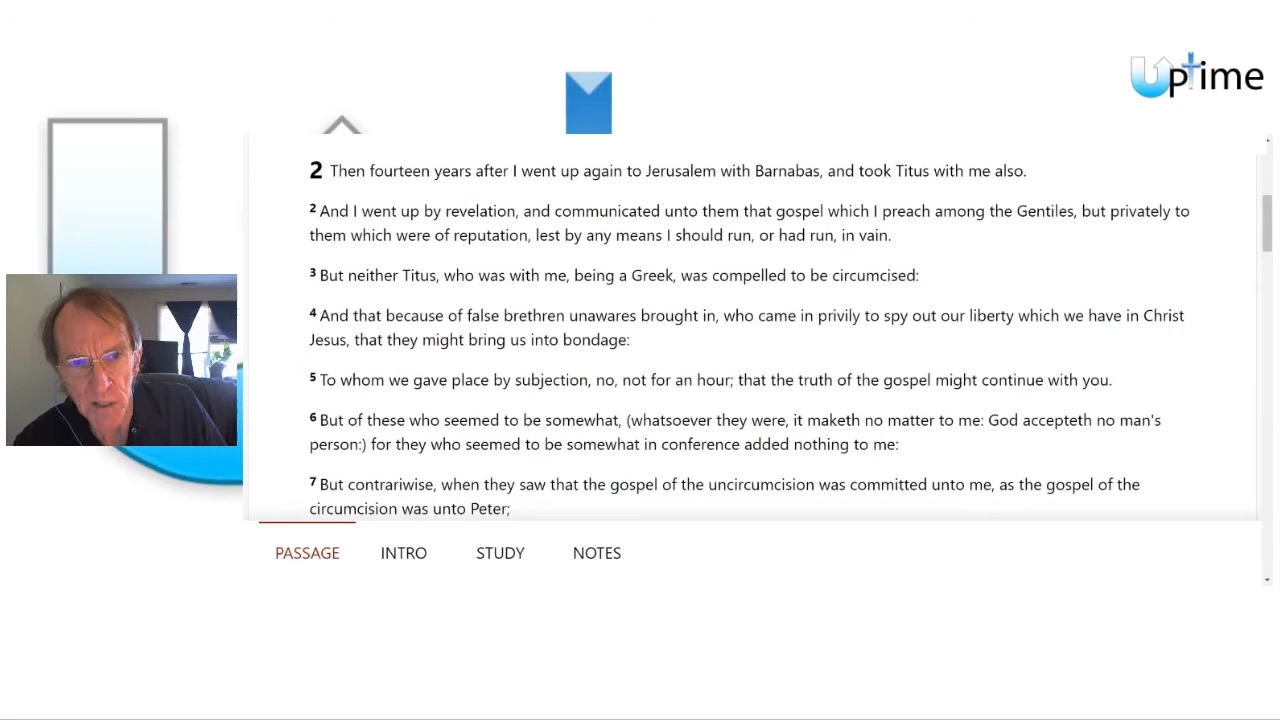 Uptime
2 Then fourteen years after I went up again to Jerusalem with Barnabas, and took Titus with me also.
2 And I went up by revelation, and communicated unto them that gospel which I preach among the Gentiles, but privately to
them which were of reputation, lest by any means I should run, or had run, in vain.
3 But neither Titus, who was with me, being a Greek, was compelled to be circumcised:
4 And that because of false brethren unawares brought in, who came in privily to spy out our liberty which we have in Christ
Jesus, that they might bring us into bondage:
5 To whom we gave place by subjection, no, not for an hour; that the truth of the gospel might continue with you.
6 But of these who seemed to be somewhat, (whatsoever they were, it maketh no matter to me: God accepteth no man's
person:) for they who seemed to be somewhat in conference added nothing to me:
7 But contrariwise, when they saw that the gospel of the uncircumcision was committed unto me, as the gospel of the
circumcision was unto Peter;
PASSAGE INTRO STUDY NOTES